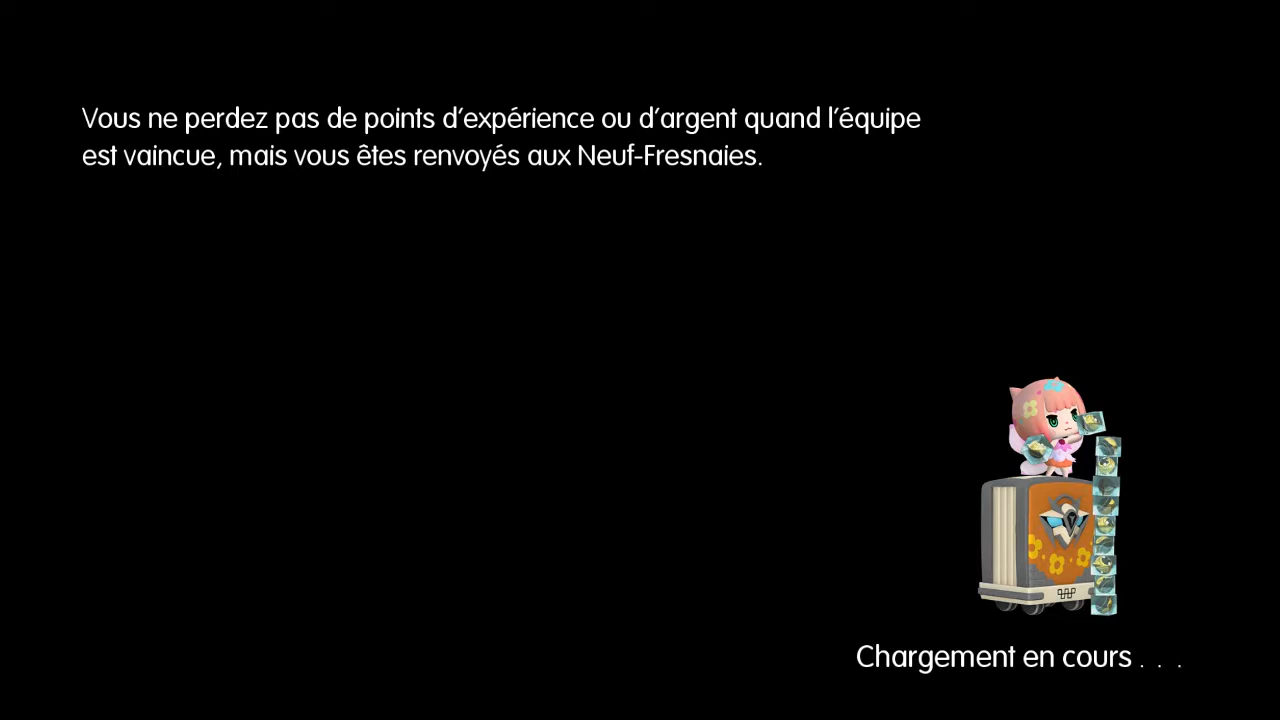 Vous ne perdez pas de points d'expérience ou d'argent quand l'équipe
est vaincue, mais vous êtes renvoyés aux Neuf-Fresnaies.
Chargement en cours . . .